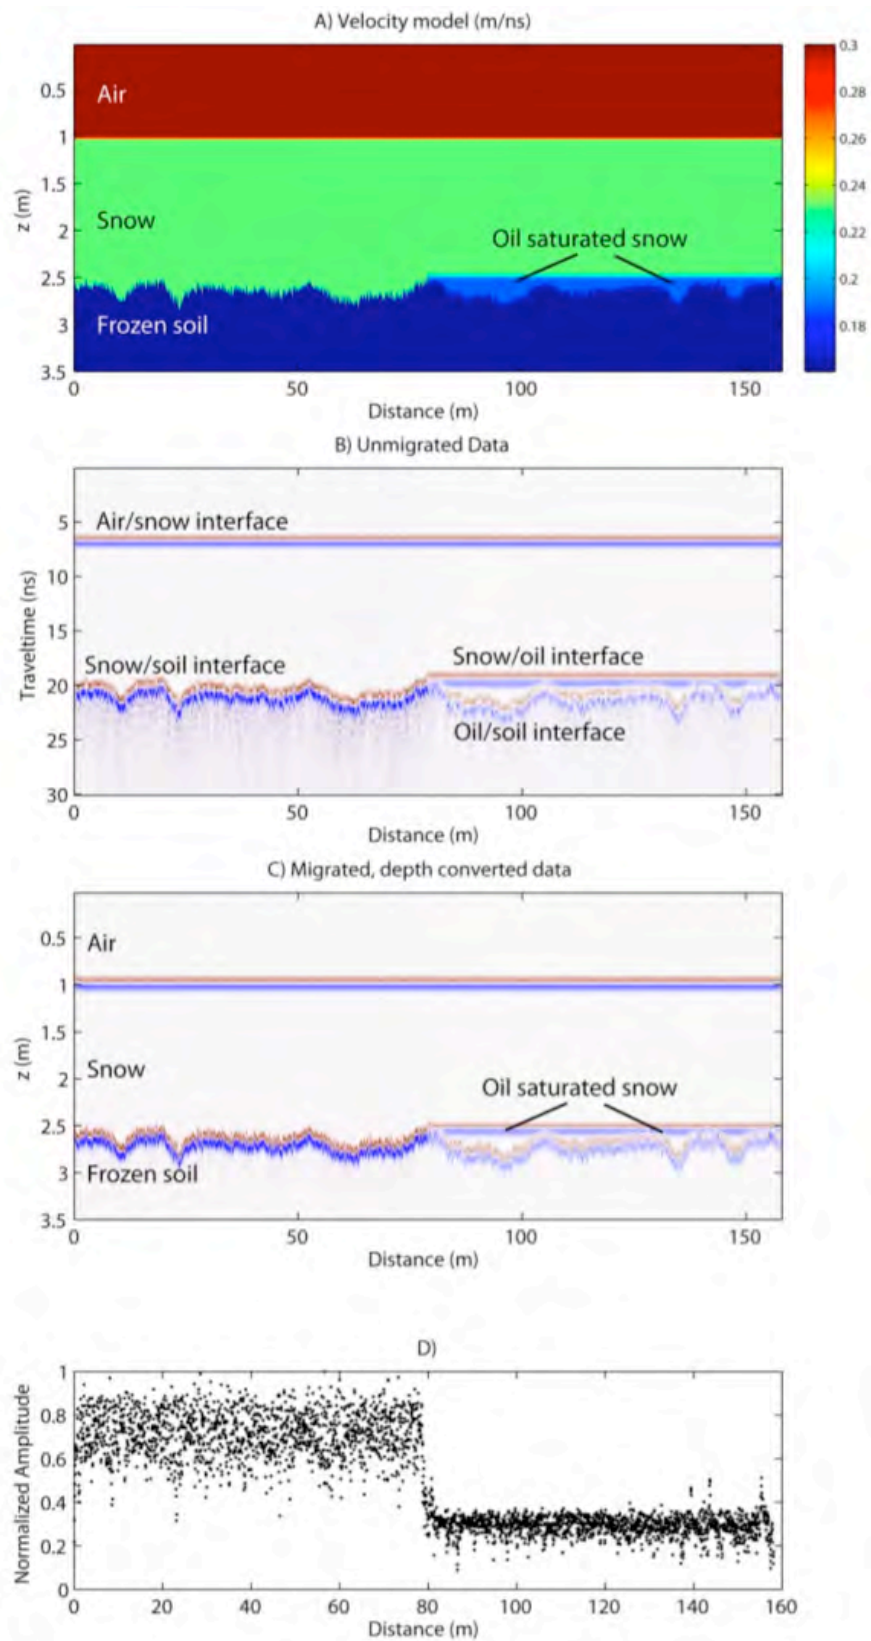 A) Velocity model (m/ns)
0.5
1
1.5
2
2.5
3
3.5
z (m)
Air
Snow
Oil saturated snow
Frozen soil
0.3
0.28
0.26
0.24
0.22
0.2
0.18
0
50
100
150
Distance (m)
B) Unmigrated Data
5
10
15
20
25
30
Traveltime (ns)
Air/snow interface
Snow/soil interface
Snow/oil interface
Oil/soil interface
0
50
100
150
Distance (m)
C) Migrated, depth converted data
0.5
1
1.5
2
2.5
3
3.5
z (m)
Air
Snow
Oil saturated snow
Frozen soil
0
50
100
150
Distance (m)
D)
1
0.8
0.6
0.4
0.2
0
Normalized Amplitude
0
20
40
60
80
100
120
140
160
Distance (m)